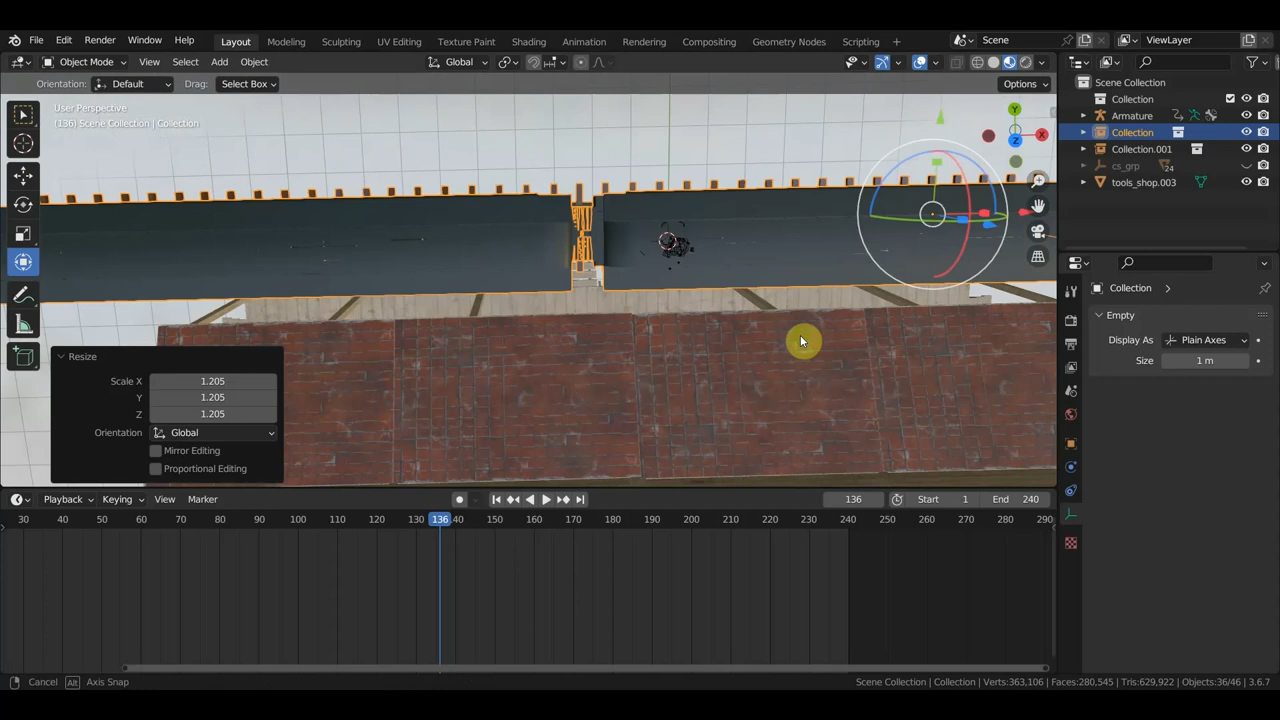 File Edit Render Window Help Layout Modeling Sculpting UV Editing Texture Paint Shading Animation Rendering Compositing Geometry Nodes Scripting + Scene ViewLayer
Object Mode View Select Add Object Global
Orientation: Default Drag: Select Box Options
User Perspective
(136) Scene Collection | Collection
Y
X
Z
Scene Collection
Collection
Armature
Collection
Collection.001
cs_grp 24
tools_shop.003
Collection
Empty
Display As Plain Axes
Size 1 m
Resize
Scale X 1.205
Y 1.205
Z 1.205
Orientation Global
Mirror Editing
Proportional Editing
Playback Keying View Marker 136 Start 1 End 240
30 40 50 60 70 80 90 100 110 120 130 136 140 150 160 170 180 190 200 210 220 230 240 250 260 270 280 290
Cancel Alt Axis Snap Scene Collection | Collection | Verts:363,106 | Faces:280,545 | Tris:629,922 | Objects:36/46 | 3.6.7